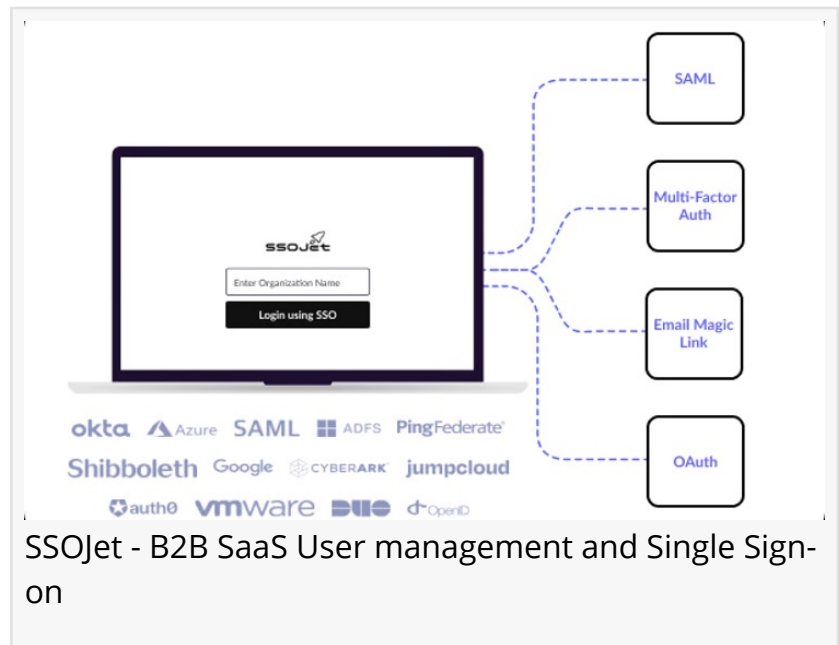 SAML
Multi-Factor
Auth
ssojet
Enter Organization Name
Login using SSO
Email Magic
Link
OAuth
okta Azure SAML ADFS PingFederate®
Shibboleth Google CYBERARK jumpcloud
auth0 vmware DUO OpenID
SSOJet - B2B SaaS User management and Single Sign-
on